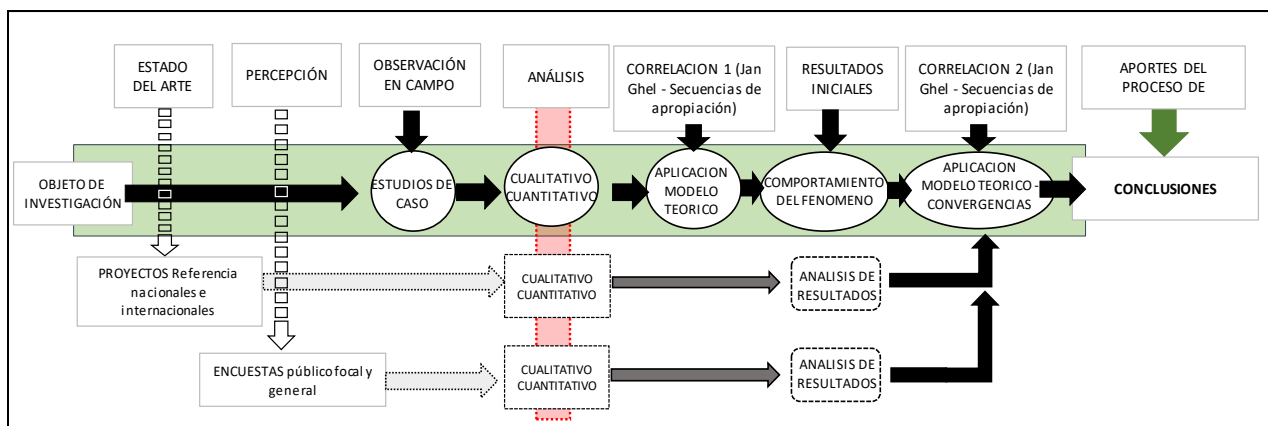 ESTADO
DEL ARTE
PERCEPCIÓN
OBSERVACIÓN
EN CAMPO
ANÁLISIS
CORRELACION 1 (Jan
Ghel - Secuencias de
apropiación)
RESULTADOS
INICIALES
CORRELACION 2 (Jan
Ghel - Secuencias de
apropiación)
APORTES DEL
PROCESO DE
OBJETO DE
INVESTIGACIÓN
ESTUDIOS DE
CASO
CUALITATIVO
CUANTITATIVO
APLICACION
MODELO
TEORICO
COMPORTAMIENTO
DEL FENOMENO
APLICACION
MODELO TEORICO -
CONVERGENCIAS
CONCLUSIONES
PROYECTOS Referencia
nacionales e
internacionales
CUALITATIVO
CUANTITATIVO
ANALISIS DE
RESULTADOS
ENCUESTAS público focal y
general
CUALITATIVO
CUANTITATIVO
ANALISIS DE
RESULTADOS